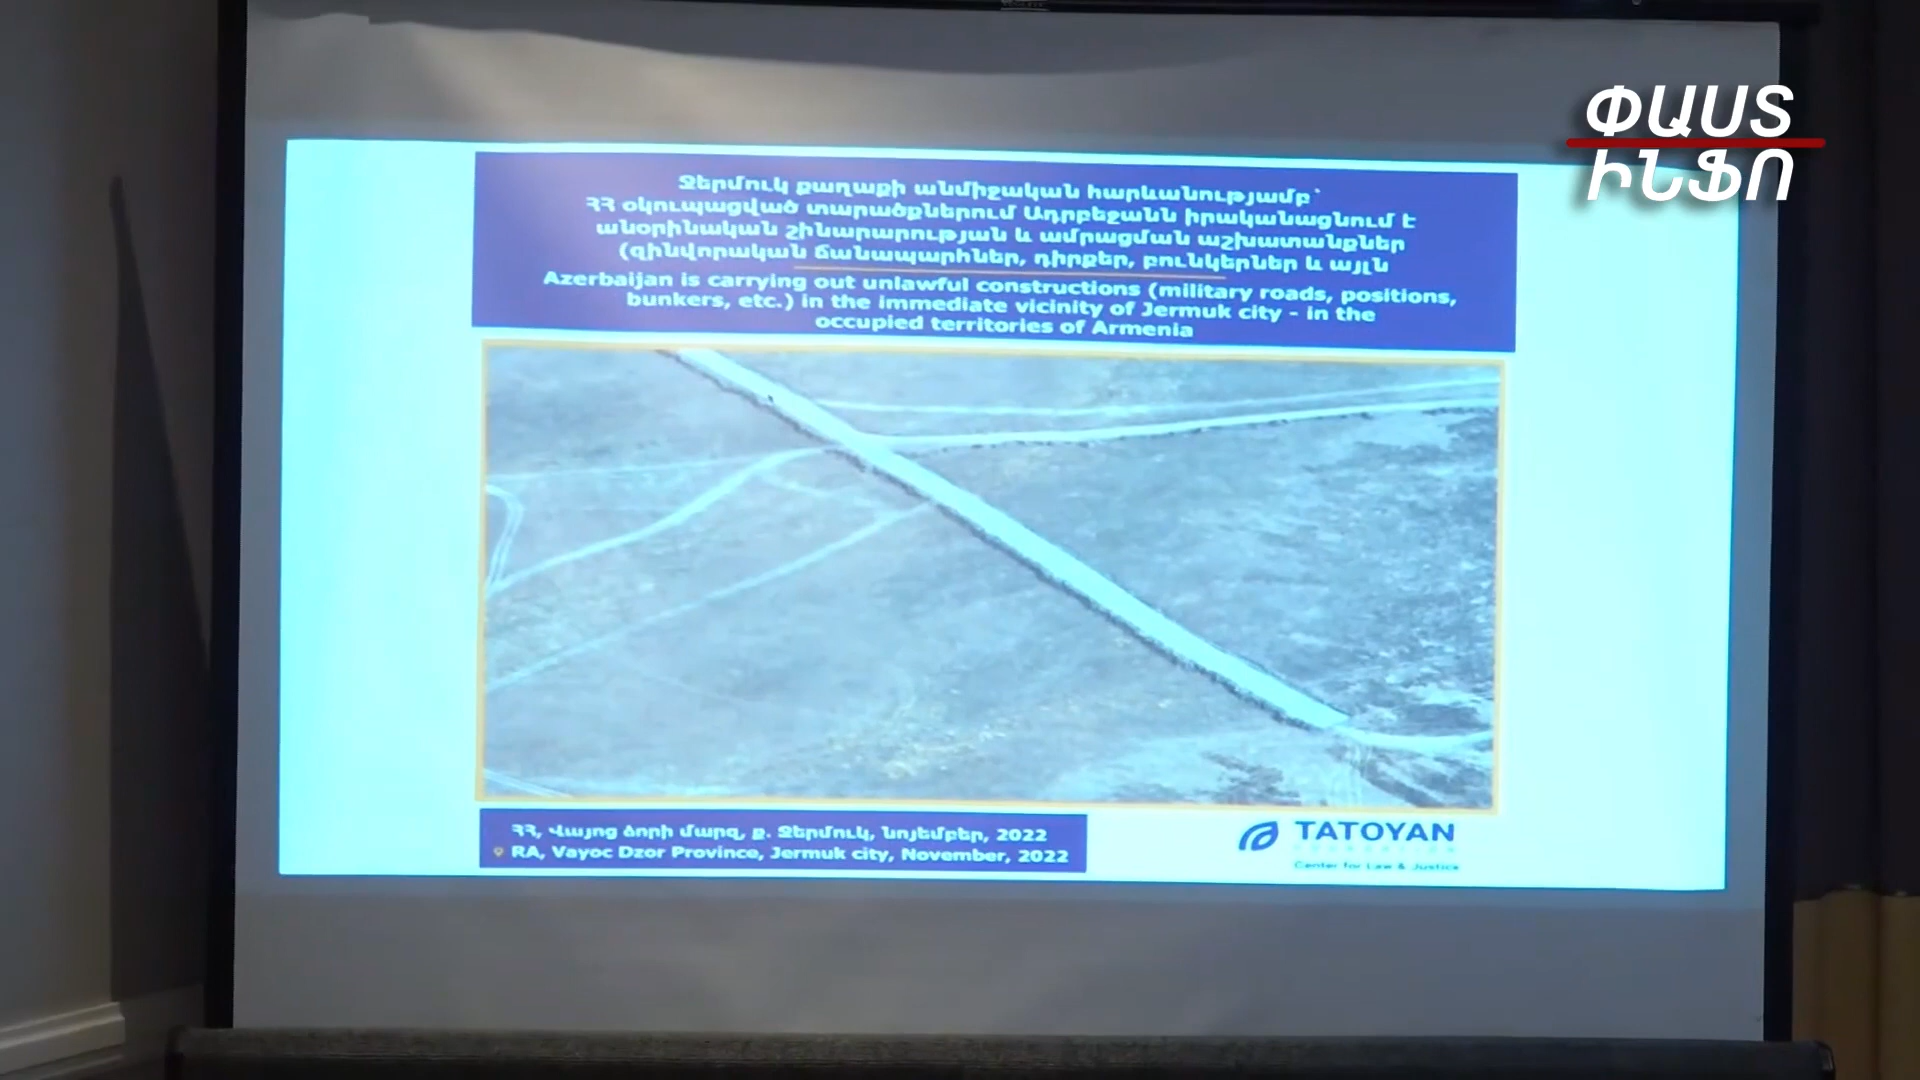 ՓԱՍՏ
ԻՆՖՈ
Ջերմուկ քաղաքի անմիջական հարևանությամբ՝
ՀՀ օկուպացված տարածքներում Ադրբեջանն իրականացնում է
անօրինական շինարարության և ամրացման աշխատանքներ
(զինվորական ճանապարհներ, դիրքեր, բունկերներ և այլն
Azerbaijan is carrying out unlawful constructions (military roads, positions,
bunkers, etc.) in the immediate vicinity of Jermuk city - in the
occupied territories of Armenia
ՀՀ, Վայոց ձորի մարզ, ք. Ջերմուկ, նոյեմբեր, 2022
RA, Vayoc Dzor Province, Jermuk city, November, 2022
TATOYAN
Center for Law & Justice